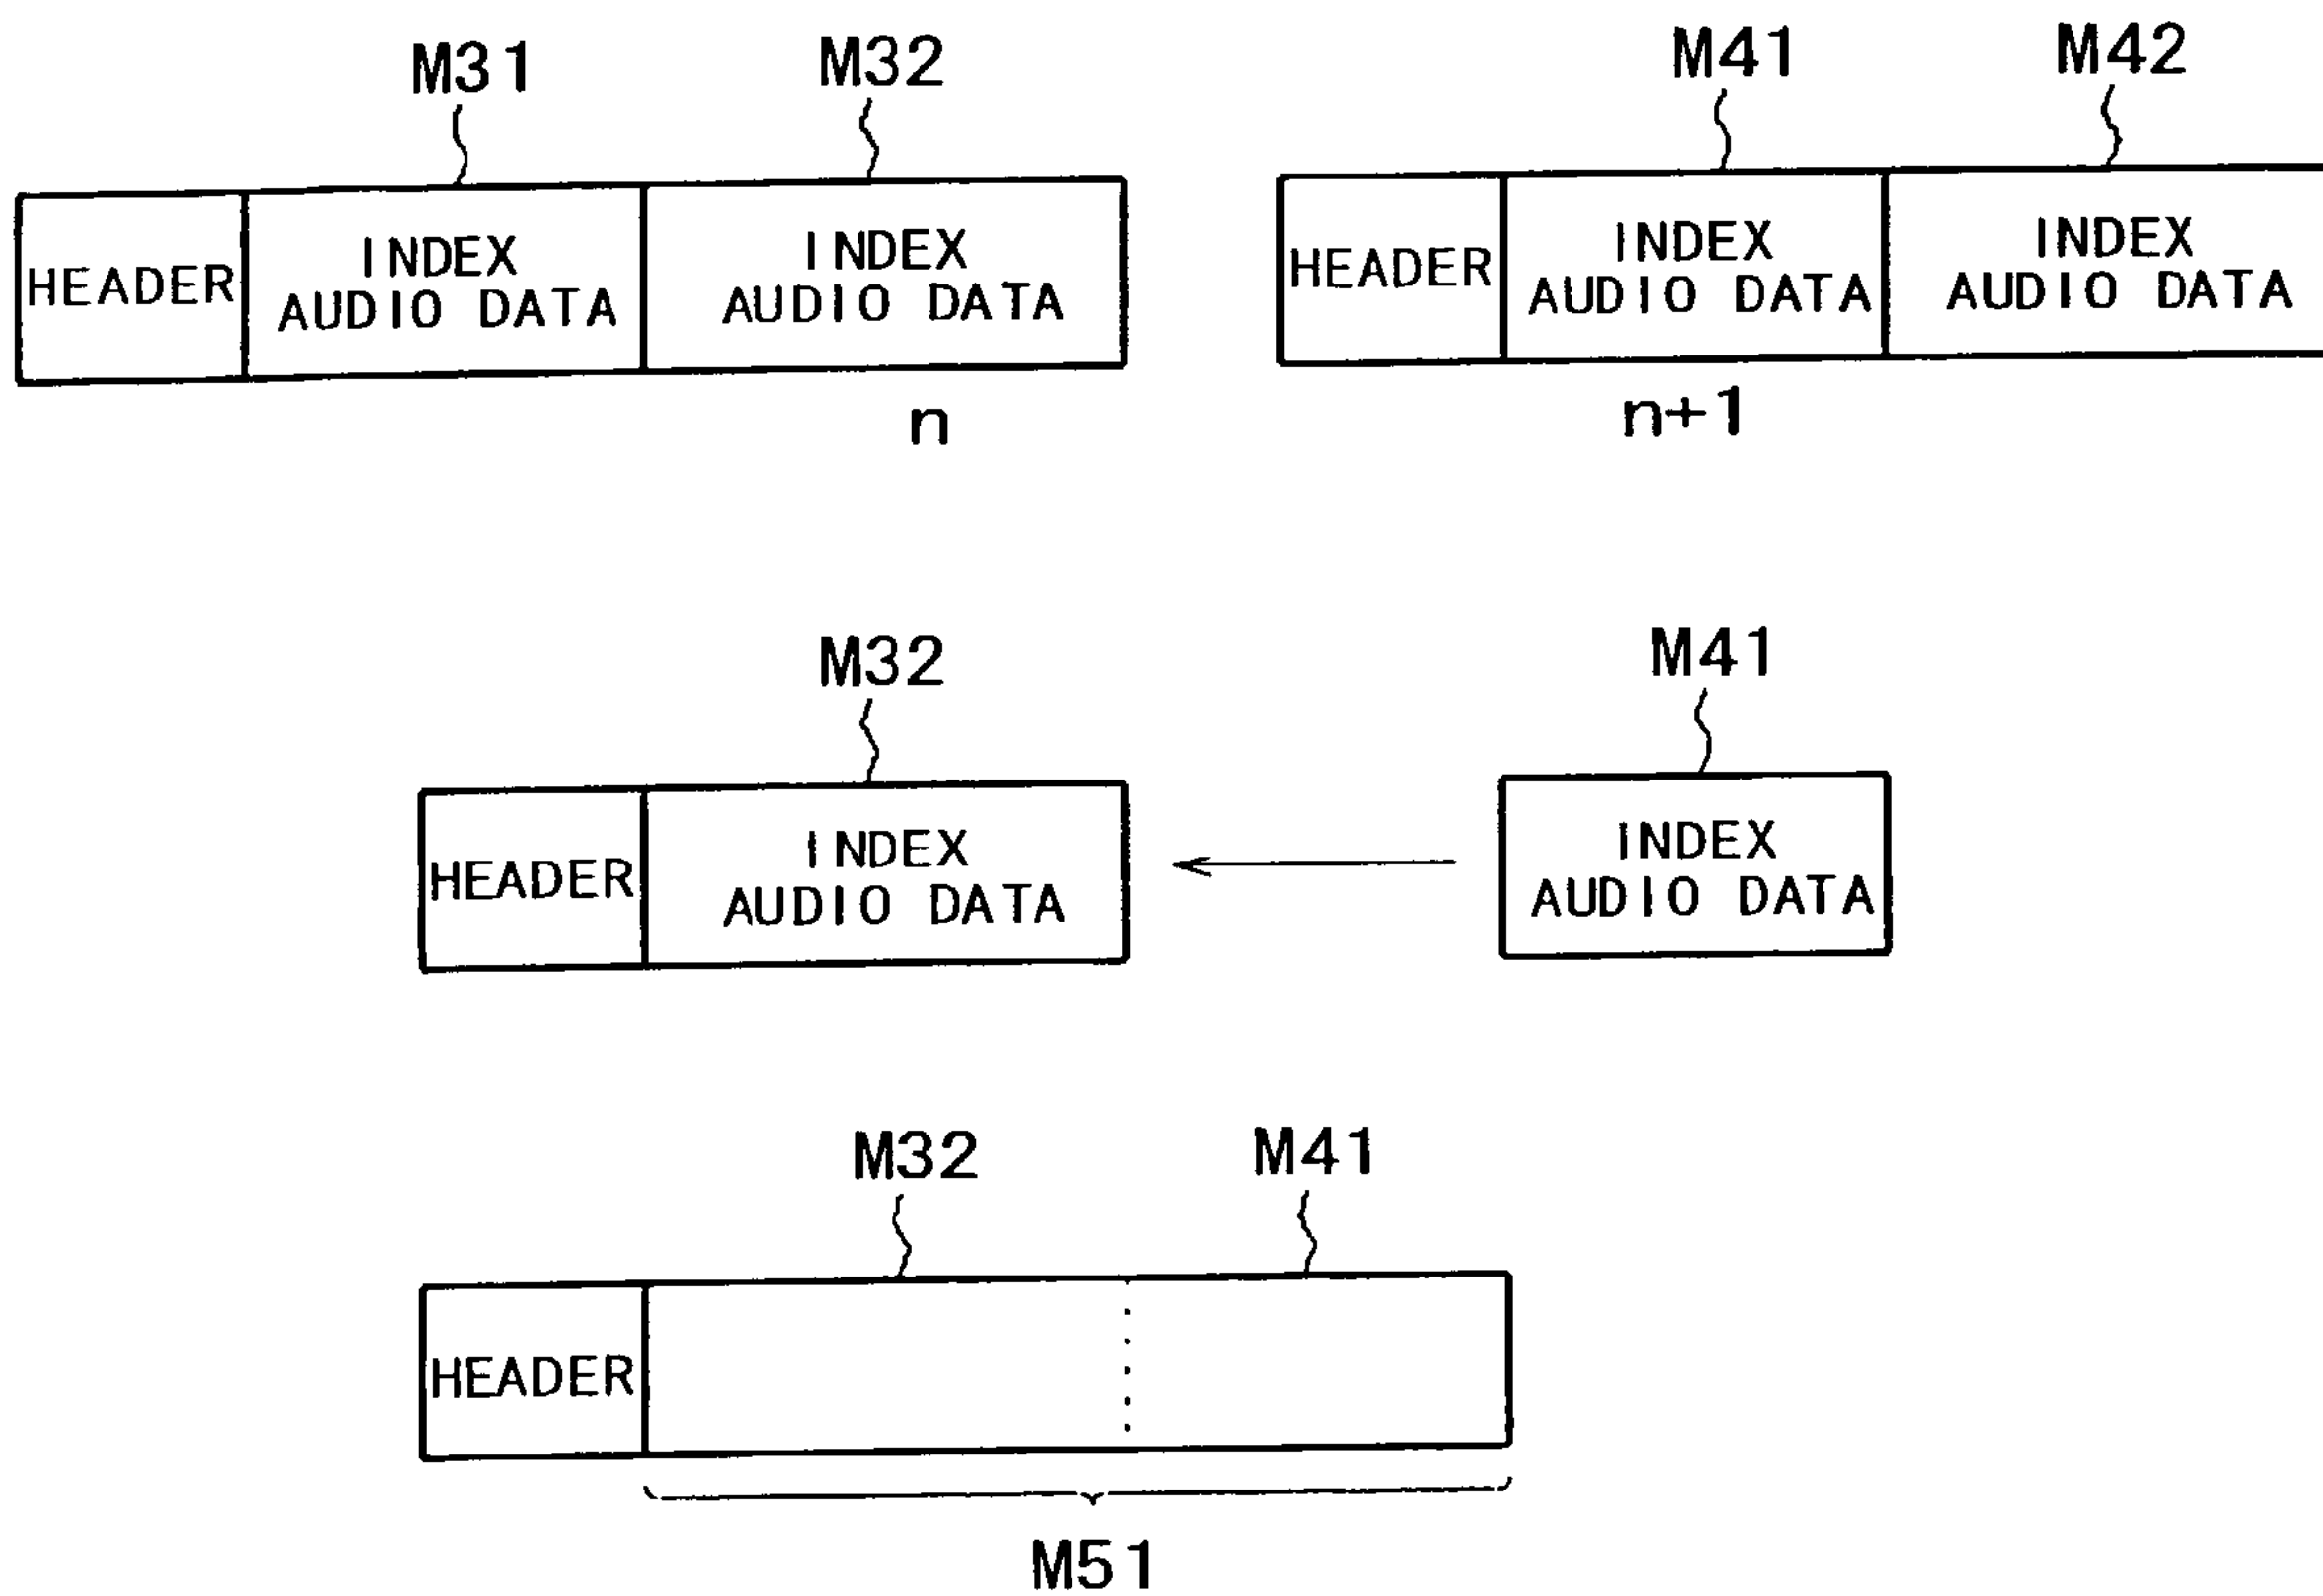 M31 M32 M41 M42
HEADER INDEX AUDIO DATA INDEX AUDIO DATA HEADER INDEX AUDIO DATA INDEX AUDIO DATA
n n+1
M32 M41
HEADER INDEX AUDIO DATA INDEX AUDIO DATA
M32 M41
HEADER
M51